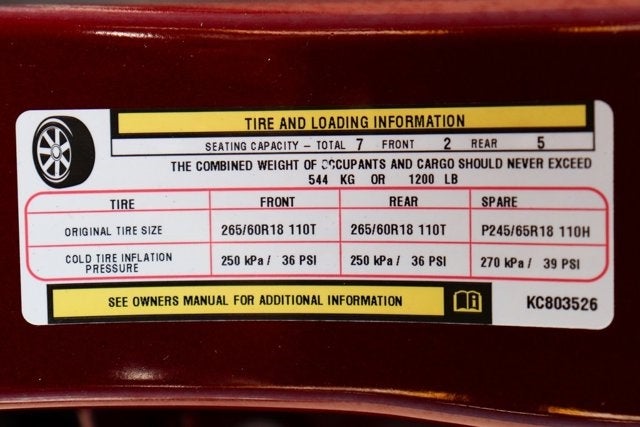 TIRE AND LOADING INFORMATION
SEATING CAPACITY – TOTAL 7 FRONT 2 REAR 5
THE COMBINED WEIGHT OF OCCUPANTS AND CARGO SHOULD NEVER EXCEED
544 KG OR 1200 LB
TIRE FRONT REAR SPARE
ORIGINAL TIRE SIZE 265/60R18 110T 265/60R18 110T P245/65R18 110H
COLD TIRE INFLATION PRESSURE 250 kPa / 36 PSI 250 kPa / 36 PSI 270 kPa / 39 PSI
SEE OWNERS MANUAL FOR ADDITIONAL INFORMATION
KC803526